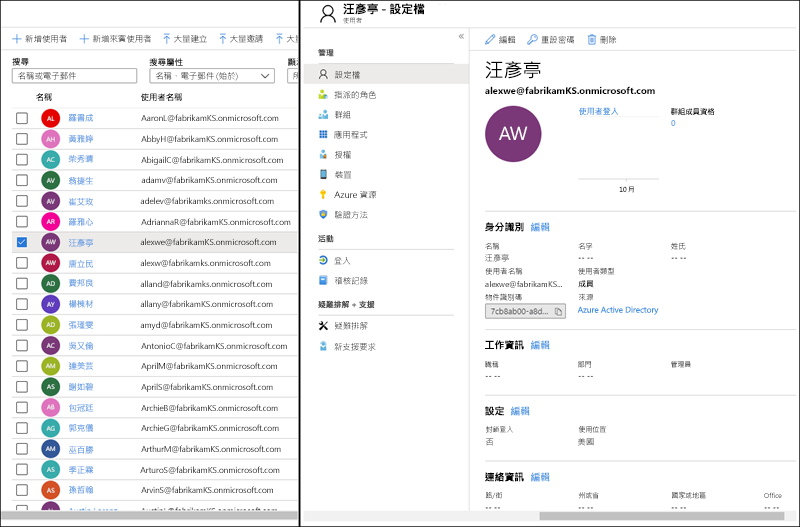 新增使用者 新增來賓使用者 大量建立 大量邀請 大量
搜尋 搜尋屬性 顯
名稱或電子郵件 名稱、電子郵件 (始於) 所
名稱 使用者名稱
AL 羅書成 AaronL@fabrikamKS.onmicrosoft.com
AH 黃雅婷 AbbyH@fabrikamKS.onmicrosoft.com
AC 榮秀濤 AbigailC@fabrikamKS.onmicrosoft.com
AV 翁捷生 adamv@fabrikamKS.onmicrosoft.com
AV 崔艾玫 adelev@fabrikamks.onmicrosoft.com
AR 羅雅心 AdriannaR@fabrikamKS.onmicrosoft.com
AW 汪彥亭 alexwe@fabrikamKS.onmicrosoft.com
AW 唐立民 alexw@fabrikamks.onmicrosoft.com
AD 費邦良 alland@fabrikamks.onmicrosoft.com
AY allany@fabrikamKS.onmicrosoft.com
AD 張瓊雯 amyd@fabrikamKS.onmicrosoft.com
AC 吳又倫 AntonioC@fabrikamKS.onmicrosoft.com
AM AprilM@fabrikamKS.onmicrosoft.com
AS 謝如碧 AprilS@fabrikamKS.onmicrosoft.com
AB 包冠廷 ArchieB@fabrikamKS.onmicrosoft.com
AG 郭克儒 ArchieG@fabrikamKS.onmicrosoft.com
AM 巫百勝 ArthurM@fabrikamKS.onmicrosoft.com
AS 季正霖 ArturoS@fabrikamKS.onmicrosoft.com
AS 孫哲翰 ArvinS@fabrikamKS.onmicrosoft.com
汪彥亭 - 設定檔
使用者
«
管理
設定檔
指派的角色
群組
應用程式
授權
裝置
Azure 資源
驗證方法
活動
登入
稽核記錄
疑難排解 + 支援
疑難排解
新支援要求
編輯 重設密碼 刪除
汪彥亭
alexwe@fabrikamKS.onmicrosoft.com
AW
使用者登入 群組成員資格
0
10 月
身分識別 編輯
名稱 名字 姓氏
汪彥亭 -- -- -- --
使用者名稱 使用者類型
alexwe@fabrikamKS... 成員
物件識別碼 來源
7cb8ab00-a8d... Azure Active Directory
工作資訊 編輯
職稱 部門 管理員
-- -- -- --
設定 編輯
封鎖登入 使用位置
否 美國
連絡資訊 編輯
路/街 州或省 國家或地區 Office
-- -- -- -- -- -- -- --